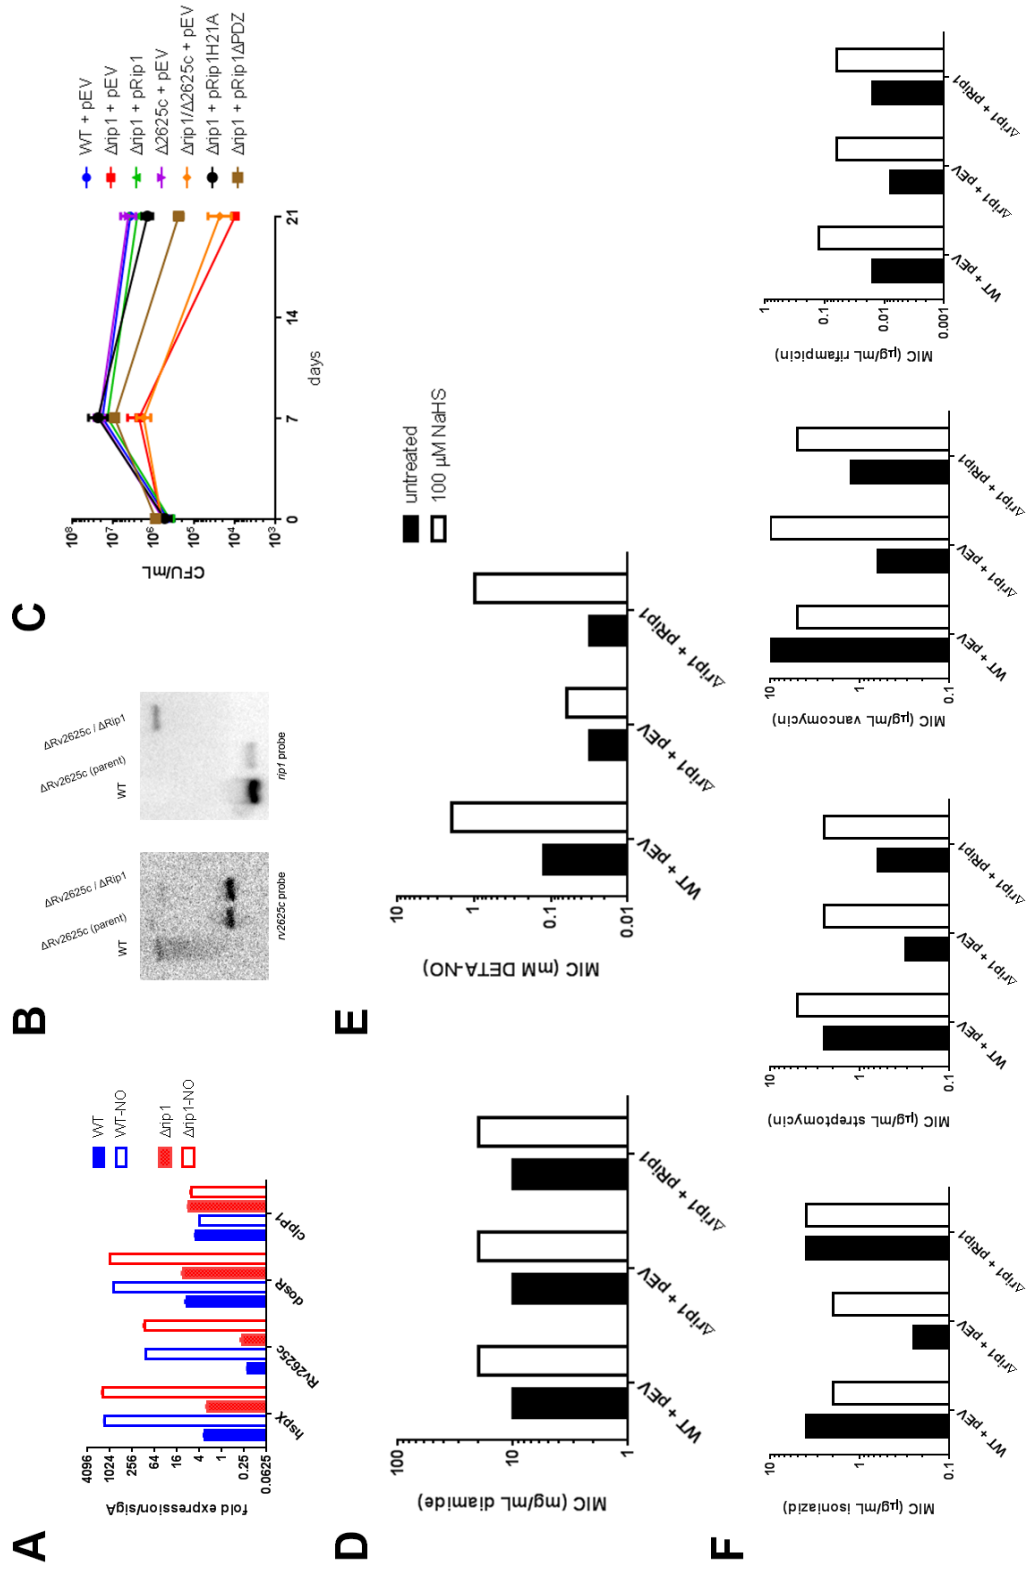 A
fold expression/sigA
4096
1024
256
64
16
4
1
0.25
0.0625
hspX
Rv2625c
dosR
clpP1
WT
WT-NO
Δrip1
Δrip1-NO
B
WT
ΔRv2625c (parent)
ΔRv2625c / ΔRip1
rv2625c probe
WT
ΔRv2625c (parent)
ΔRv2625c / ΔRip1
rip1 probe
C
CFU/mL
10⁸
10⁷
10⁶
10⁵
10⁴
10³
0
7
14
21
days
WT + pEV
Δrip1 + pEV
Δrip1 + pRip1
Δ2625c + pEV
Δrip1/Δ2625c + pEV
Δrip1 + pRip1H21A
Δrip1 + pRip1ΔPDZ
D
MIC (mg/mL diamide)
100
10
1
WT + pEV
Δrip1 + pEV
Δrip1 + pRip1
E
MIC (mM DETA-NO)
10
1
0.1
0.01
WT + pEV
Δrip1 + pEV
Δrip1 + pRip1
untreated
100 µM NaHS
F
MIC (µg/mL isoniazid)
10
1
0.1
WT + pEV
Δrip1 + pEV
Δrip1 + pRip1
MIC (µg/mL streptomycin)
10
1
0.1
WT + pEV
Δrip1 + pEV
Δrip1 + pRip1
MIC (µg/mL vancomycin)
10
1
0.1
WT + pEV
Δrip1 + pEV
Δrip1 + pRip1
MIC (µg/mL rifampicin)
1
0.1
0.01
0.001
WT + pEV
Δrip1 + pEV
Δrip1 + pRip1